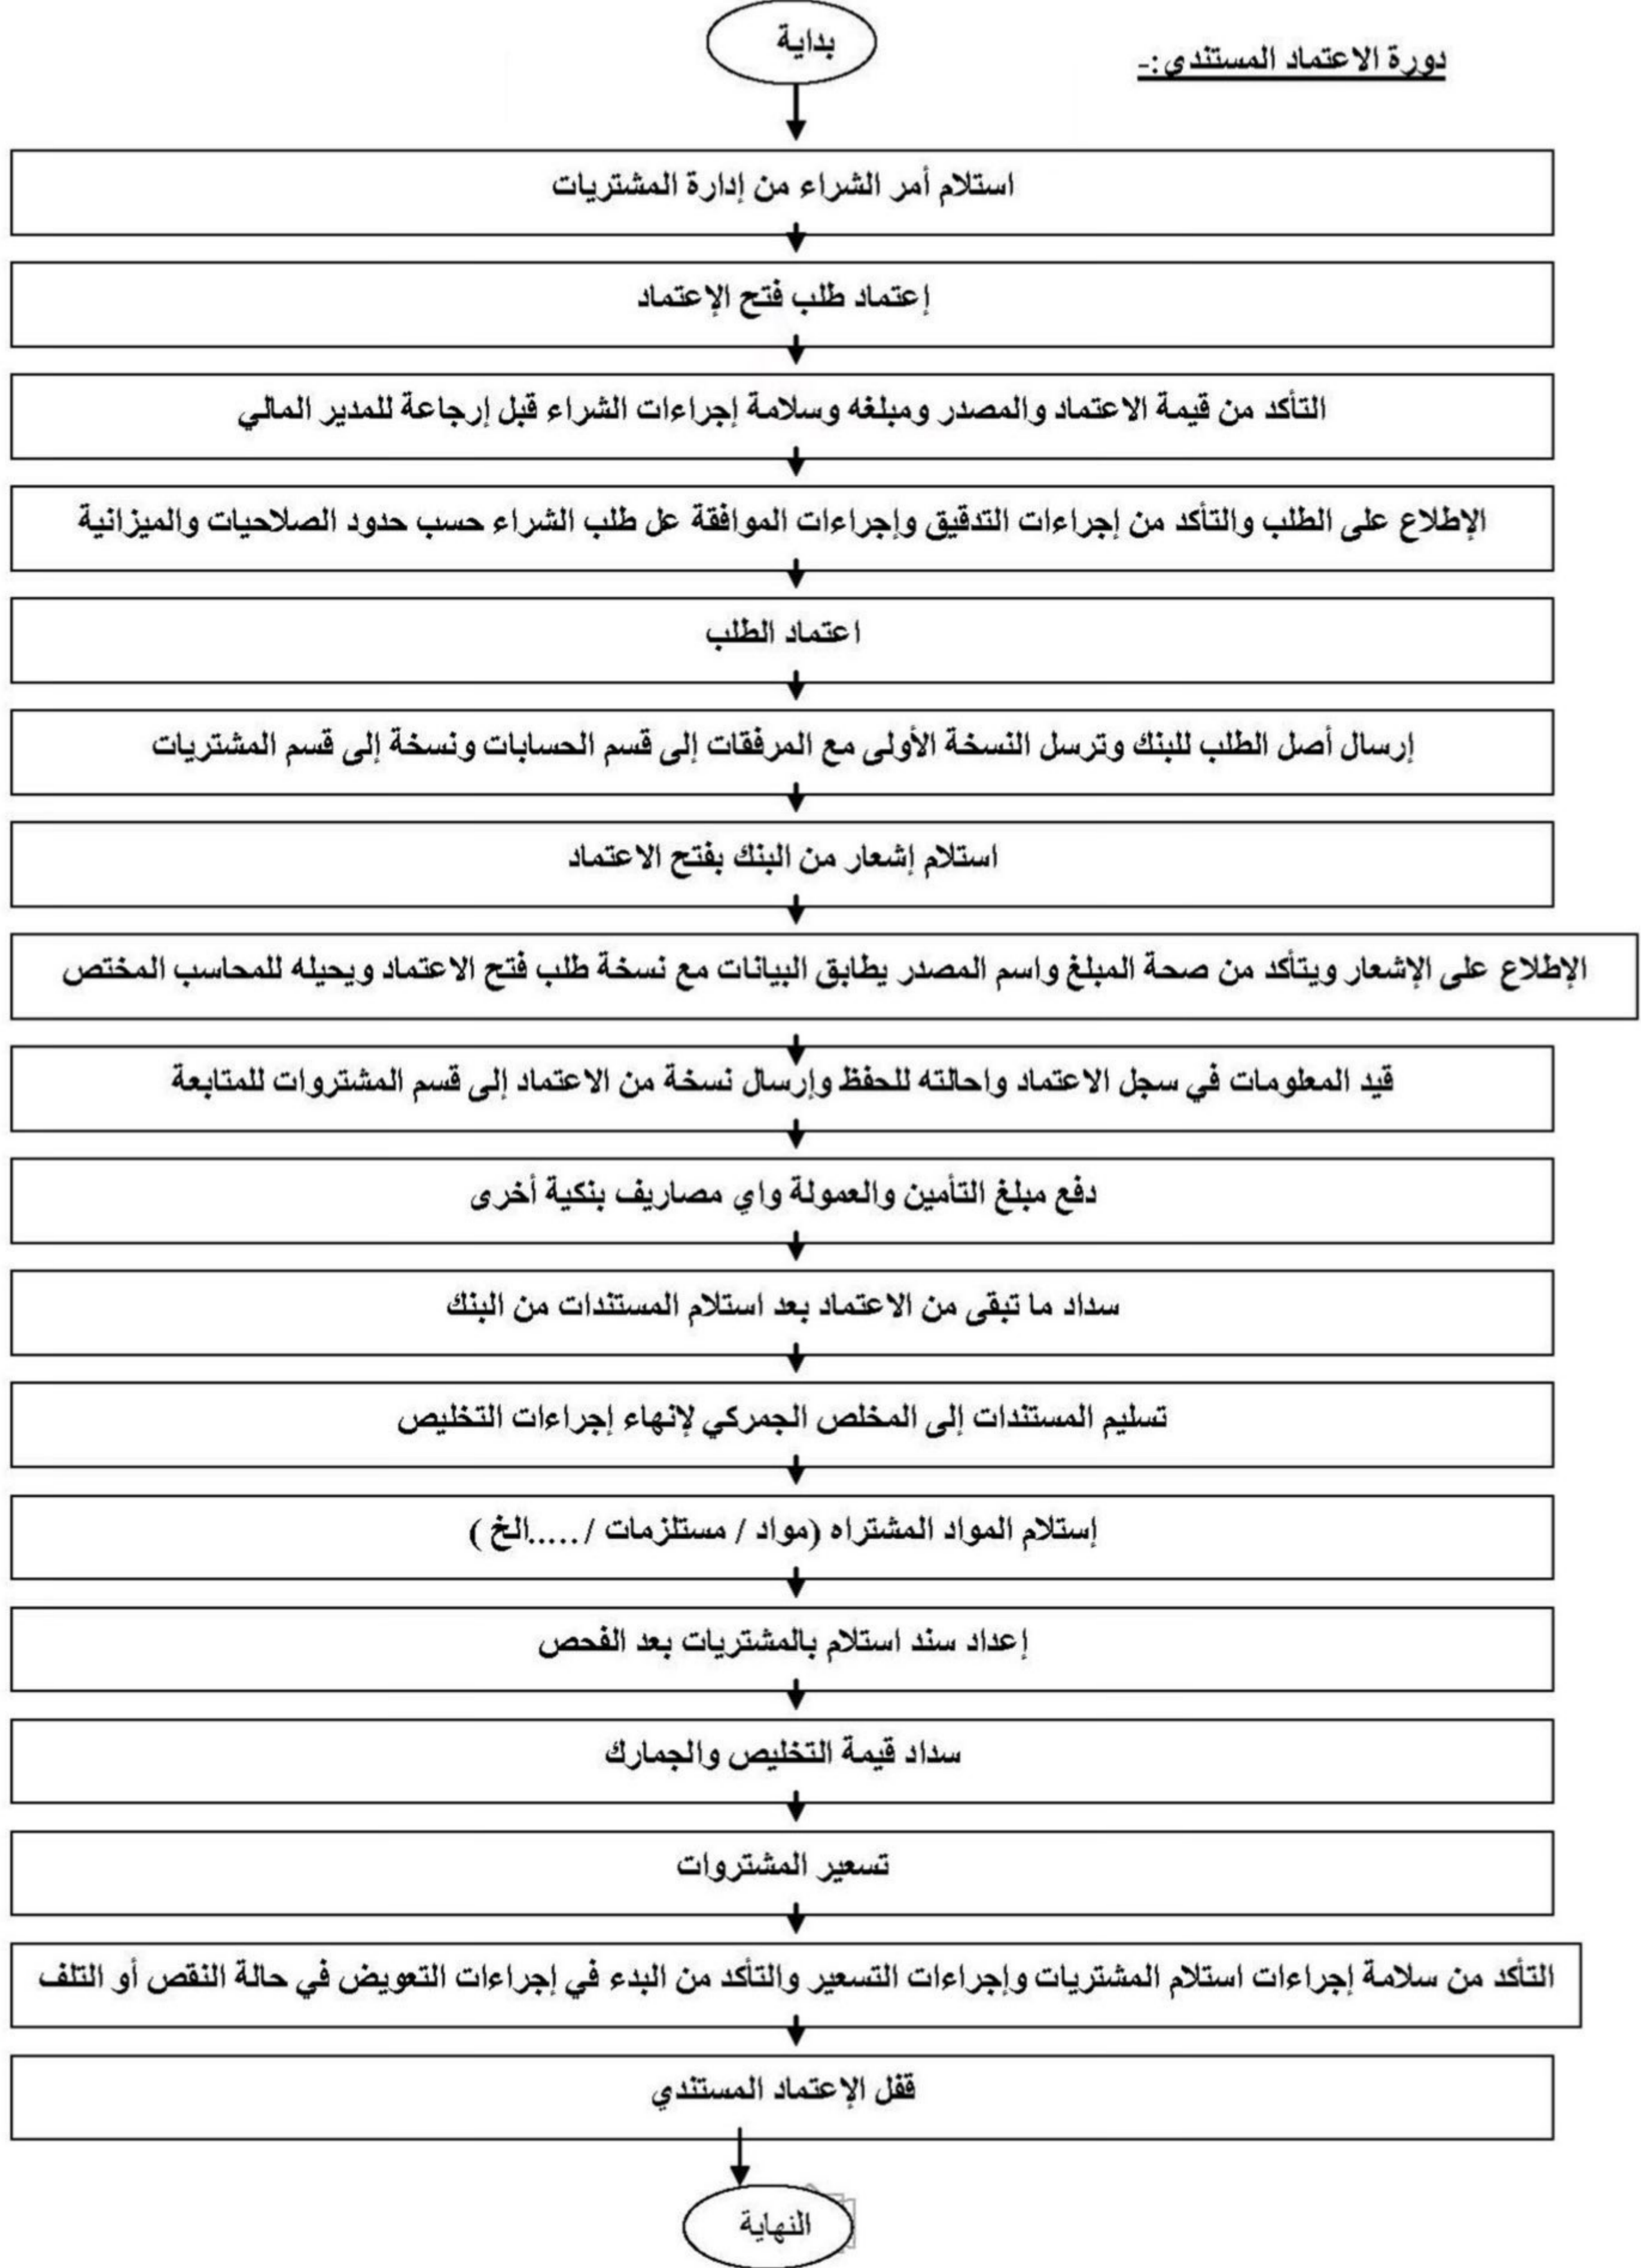 دورة الاعتماد المستندي:-
بداية
استلام أمر الشراء من إدارة المشتريات
إعتماد طلب فتح الإعتماد
التأكد من قيمة الاعتماد والمصدر ومبلغه وسلامة إجراءات الشراء قبل إرجاعة للمدير المالي
الإطلاع على الطلب والتأكد من إجراءات التدقيق وإجراءات الموافقة عل طلب الشراء حسب حدود الصلاحيات والميزانية
اعتماد الطلب
إرسال أصل الطلب للبنك وترسل النسخة الأولى مع المرفقات إلى قسم الحسابات ونسخة إلى قسم المشتريات
استلام إشعار من البنك بفتح الاعتماد
الإطلاع على الإشعار ويتأكد من صحة المبلغ واسم المصدر يطابق البيانات مع نسخة طلب فتح الاعتماد ويحيله للمحاسب المختص
قيد المعلومات في سجل الاعتماد واحالته للحفظ وإرسال نسخة من الاعتماد إلى قسم المشتروات للمتابعة
دفع مبلغ التأمين والعمولة واي مصاريف بنكية أخرى
سداد ما تبقى من الاعتماد بعد استلام المستندات من البنك
تسليم المستندات إلى المخلص الجمركي لإنهاء إجراءات التخليص
إستلام المواد المشتراه (مواد / مستلزمات /.....الخ )
إعداد سند استلام بالمشتريات بعد الفحص
سداد قيمة التخليص والجمارك
تسعير المشتروات
التأكد من سلامة إجراءات استلام المشتريات وإجراءات التسعير والتأكد من البدء في إجراءات التعويض في حالة النقص أو التلف
قفل الإعتماد المستندي
النهاية